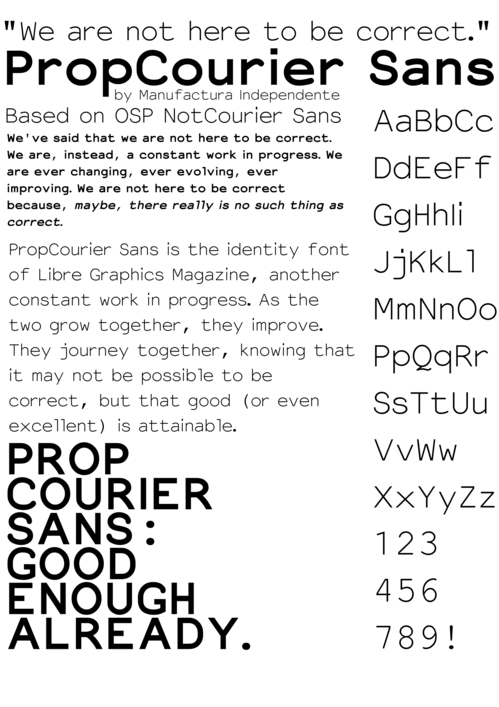 "We are not here to be correct."
PropCourier Sans
by Manufactura Independente
Based on OSP NotCourier Sans
We've said that we are not here to be correct.
We are, instead, a constant work in progress. We
are ever changing, ever evolving, ever
improving. We are not here to be correct
because, maybe, there really is no such thing as
correct.
PropCourier Sans is the identity font
of Libre Graphics Magazine, another
constant work in progress. As the
two grow together, they improve.
They journey together, knowing that
it may not be possible to be
correct, but that good (or even
excellent) is attainable.
PROP
COURIER
SANS:
GOOD
ENOUGH
ALREADY.
AaBbCc
DdEeFf
GgHhIi
JjKkLl
MmNnOo
PpQqRr
SsTtUu
VvWw
XxYyZz
123
456
789!